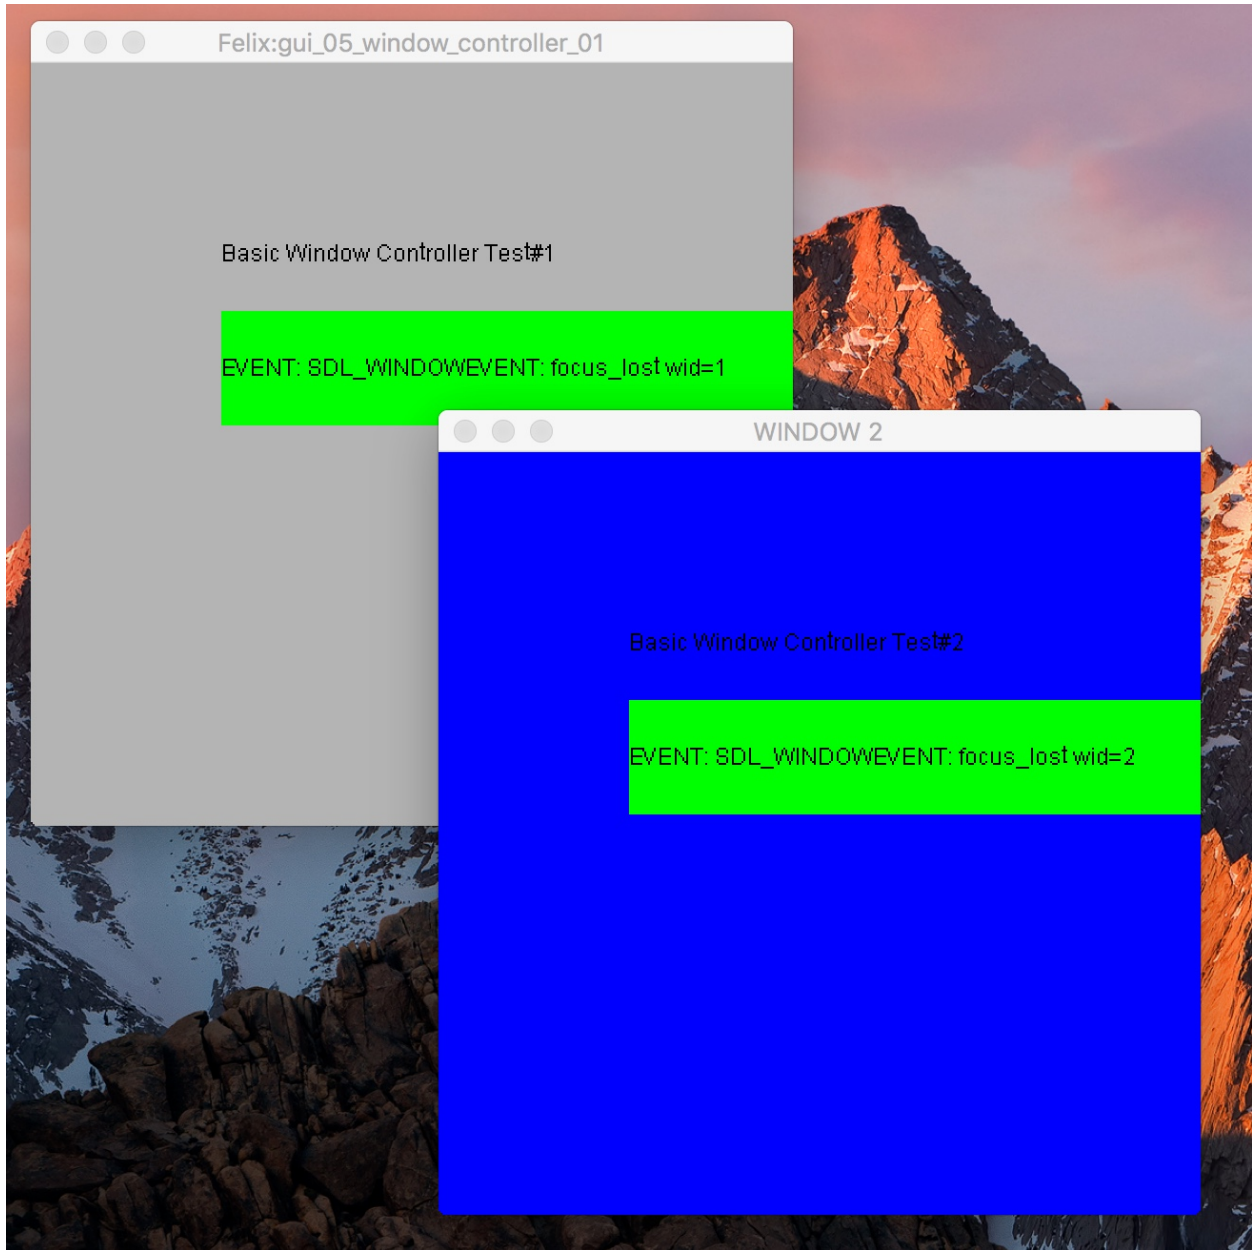 Felix:gui_05_window_controller_01
Basic Window Controller Test#1
EVENT: SDL_WINDOWEVENT: focus_lost wid=1
WINDOW 2
Basic Window Controller Test#2
EVENT: SDL_WINDOWEVENT: focus_lost wid=2